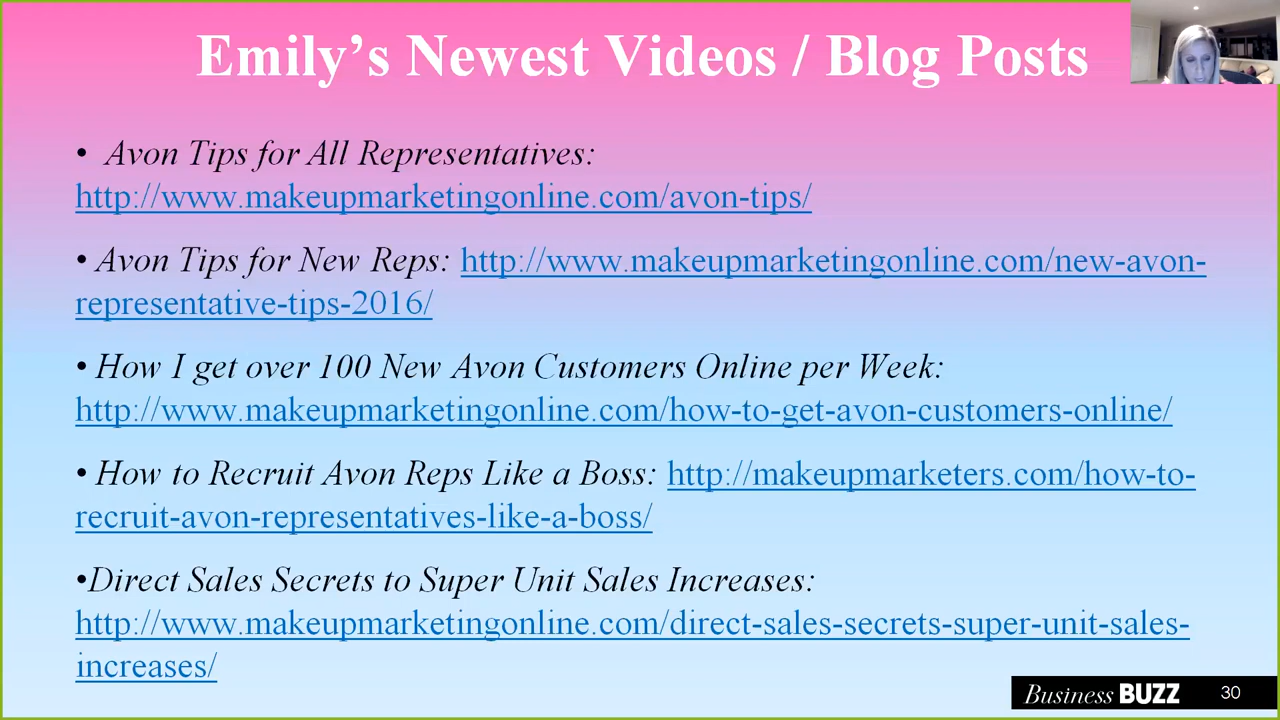 Emily's Newest Videos / Blog Posts
• Avon Tips for All Representatives:
http://www.makeupmarketingonline.com/avon-tips/
• Avon Tips for New Reps: http://www.makeupmarketingonline.com/new-avon-
representative-tips-2016/
• How I get over 100 New Avon Customers Online per Week:
http://www.makeupmarketingonline.com/how-to-get-avon-customers-online/
• How to Recruit Avon Reps Like a Boss: http://makeupmarketers.com/how-to-
recruit-avon-representatives-like-a-boss/
•Direct Sales Secrets to Super Unit Sales Increases:
http://www.makeupmarketingonline.com/direct-sales-secrets-super-unit-sales-
increases/
Business BUZZ 30